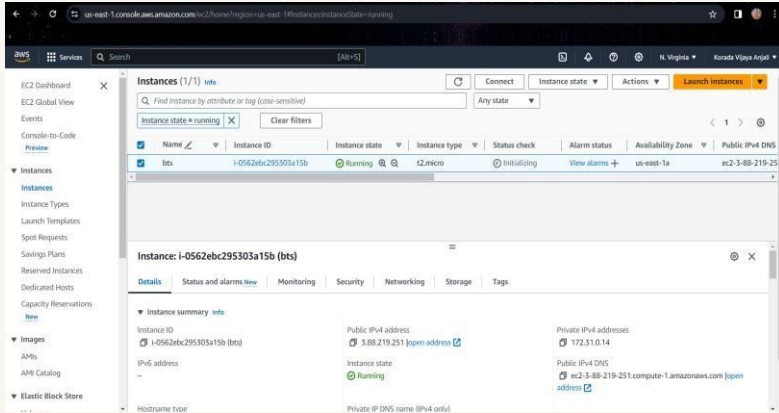 us-east-1.console.aws.amazon.com/ec2/home?region=us-east-1#Instances:instanceState=running
aws Services Search [Alt+S] N. Virginia Korada Vijaya Anjali
EC2 Dashboard
EC2 Global View
Events
Console-to-Code
Preview
Instances
Instances
Instance Types
Launch Templates
Spot Requests
Savings Plans
Reserved Instances
Dedicated Hosts
Capacity Reservations
New
Images
AMIs
AMI Catalog
Elastic Block Store
Instances (1/1) Info
Connect Instance state Actions Launch instances
Find Instance by attribute or tag (case-sensitive) Any state
Instance state = running X Clear filters
1
Name Instance ID Instance state Instance type Status check Alarm status Availability Zone Public IPv4 DNS
bts i-0562ebc295303a15b Running t2.micro Initializing View alarms + us-east-1a ec2-3-88-219-25
Instance: i-0562ebc295303a15b (bts)
Details Status and alarms New Monitoring Security Networking Storage Tags
Instance summary Info
Instance ID Public IPv4 address Private IPv4 addresses
i-0562ebc295303a15b (bts) 3.88.219.251 |open address 172.31.0.14
IPv6 address Instance state Public IPv4 DNS
– Running ec2-3-88-219-251.compute-1.amazonaws.com |open
address
Hostname type Private IP DNS name (IPv4 only)